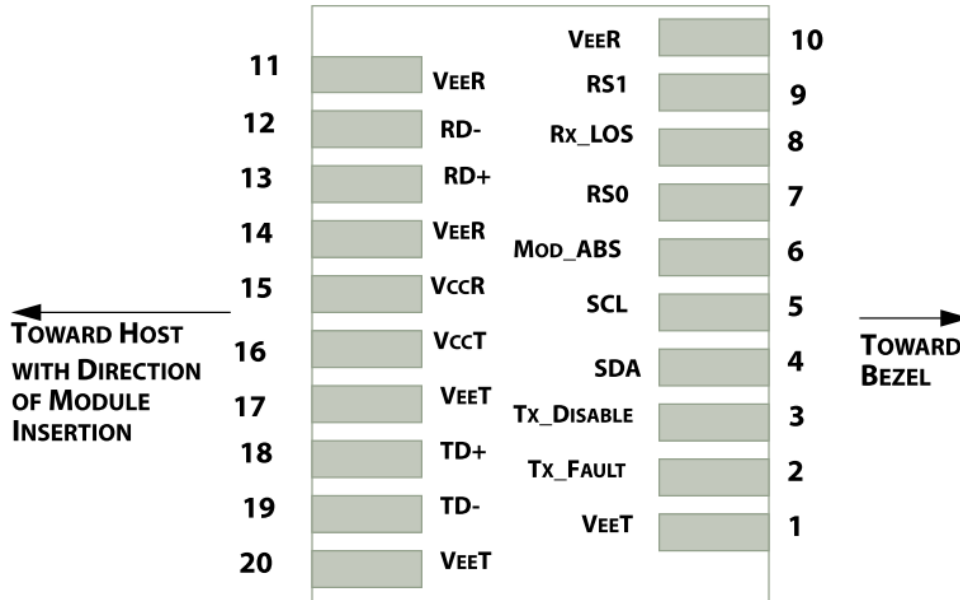 VEER 10
11 VEER
RS1 9
12 RD-
RX_LOS 8
13 RD+
RS0 7
14 VEER
MOD_ABS 6
15 VCCR
SCL 5
16 VCCT
SDA 4
17 VEET
TX_DISABLE 3
18 TD+
TX_FAULT 2
19 TD-
VEET 1
20 VEET
TOWARD HOST
WITH DIRECTION
OF MODULE
INSERTION
TOWARD
BEZEL